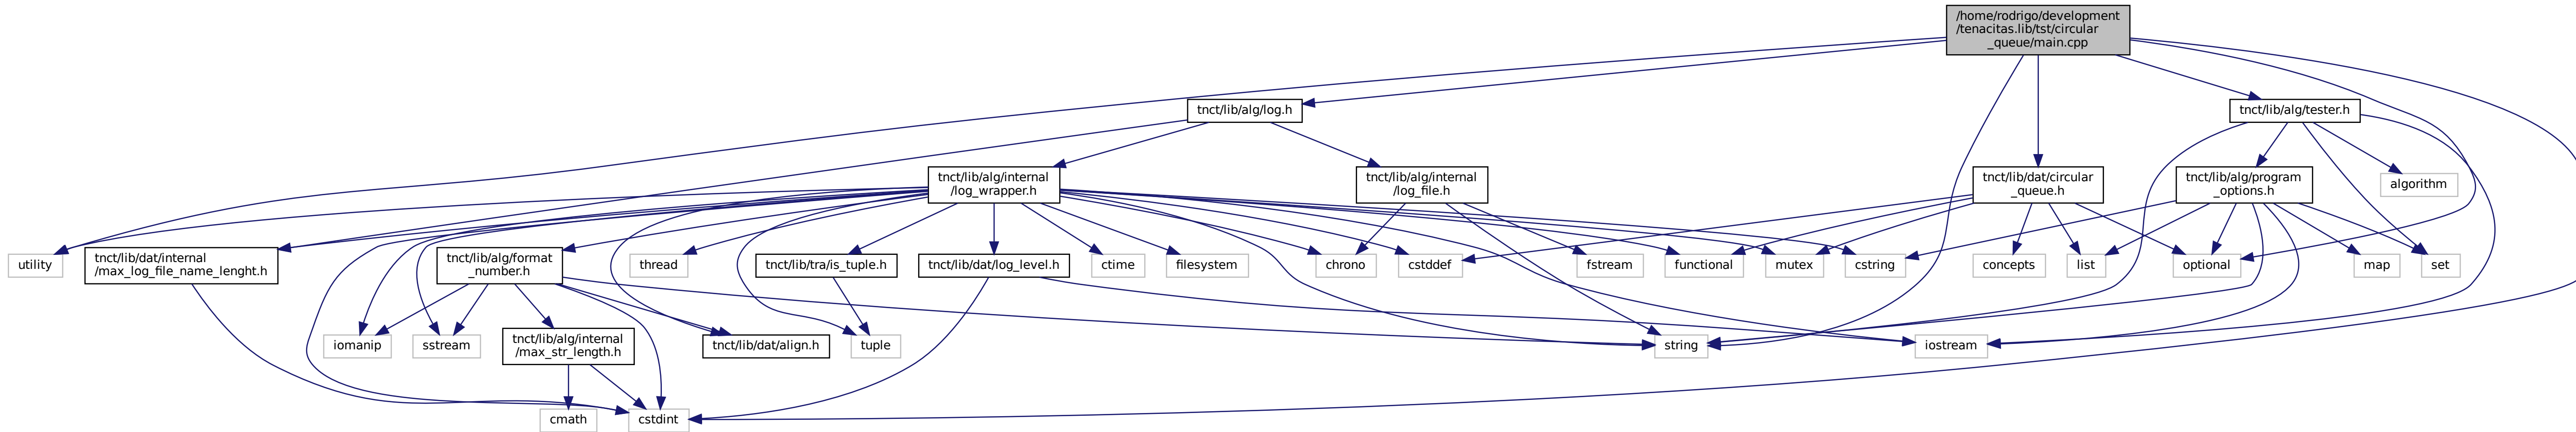 /home/rodrigo/development
/tenacitas.lib/tst/circular
_queue/main.cpp
tnct/lib/alg/log.h
tnct/lib/alg/tester.h
tnct/lib/alg/internal
/log_wrapper.h
tnct/lib/alg/internal
/log_file.h
tnct/lib/dat/circular
_queue.h
tnct/lib/alg/program
_options.h
algorithm
utility
tnct/lib/dat/internal
/max_log_file_name_lenght.h
tnct/lib/alg/format
_number.h
thread
tnct/lib/tra/is_tuple.h
tnct/lib/dat/log_level.h
ctime
filesystem
chrono
cstddef
fstream
functional
mutex
cstring
concepts
list
optional
map
set
iomanip
sstream
tnct/lib/alg/internal
/max_str_length.h
tnct/lib/dat/align.h
tuple
string
iostream
cmath
cstdint